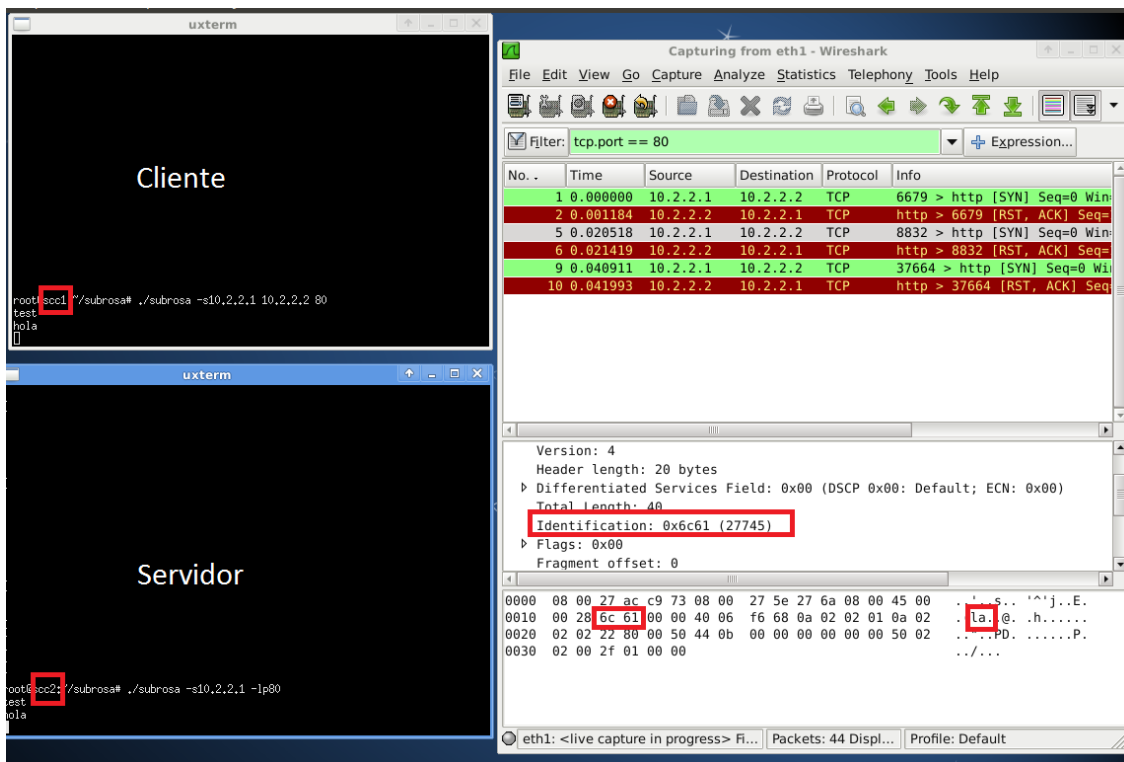 uxterm
Cliente
root@scc1:~/subrosa# ./subrosa -s10.2.2.1 10.2.2.2 80
test
hola
uxterm
Servidor
root@scc2:~/subrosa# ./subrosa -s10.2.2.1 -lp80
test
hola
Capturing from eth1 - Wireshark
File Edit View Go Capture Analyze Statistics Telephony Tools Help
Filter: tcp.port == 80 Expression...
No. . Time Source Destination Protocol Info
1 0.000000 10.2.2.1 10.2.2.2 TCP 6679 > http [SYN] Seq=0 Win=
2 0.001184 10.2.2.2 10.2.2.1 TCP http > 6679 [RST, ACK] Seq=
5 0.020518 10.2.2.1 10.2.2.2 TCP 8832 > http [SYN] Seq=0 Win=
6 0.021419 10.2.2.2 10.2.2.1 TCP http > 8832 [RST, ACK] Seq=
9 0.040911 10.2.2.1 10.2.2.2 TCP 37664 > http [SYN] Seq=0 Wi
10 0.041993 10.2.2.2 10.2.2.1 TCP http > 37664 [RST, ACK] Seq
Version: 4
Header length: 20 bytes
Differentiated Services Field: 0x00 (DSCP 0x00: Default; ECN: 0x00)
Total Length: 40
Identification: 0x6c61 (27745)
Flags: 0x00
Fragment offset: 0
0000 08 00 27 ac c9 73 08 00 27 5e 27 6a 08 00 45 00 ..'..s.. '^'j..E.
0010 00 28 6c 61 00 00 40 06 f6 68 0a 02 02 01 0a 02 .(la..@. .h......
0020 02 02 22 80 00 50 44 0b 00 00 00 00 00 00 50 02 .."..PD. ......P.
0030 02 00 2f 01 00 00 ../...
eth1: <live capture in progress> Fi... Packets: 44 Displ... Profile: Default